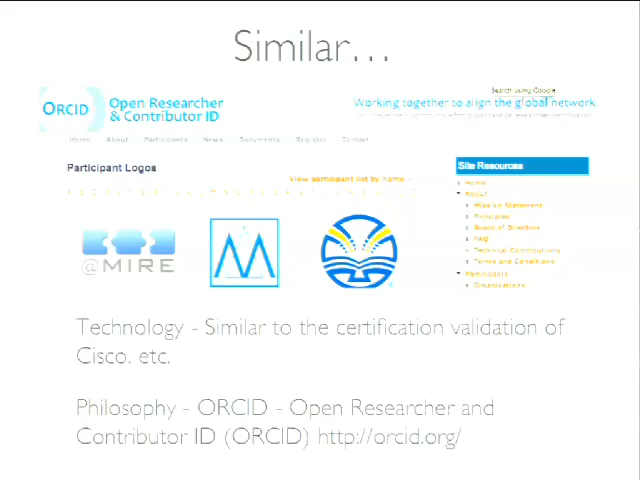 Similar...
Search using Google
ORCID
Open Researcher
& Contributor ID
Working together to align the global network
Home About Participants News Documents Register Contact
Participant Logos
View participant list by name
Site Resources
Home
About
Mission Statement
Principles
Board of Directors
FAQ
Technical Contributions
Terms and Conditions
Participants
Organizations
@MIRE
Technology - Similar to the certification validation of
Cisco, etc.
Philosophy - ORCID - Open Researcher and
Contributor ID (ORCID) http://orcid.org/